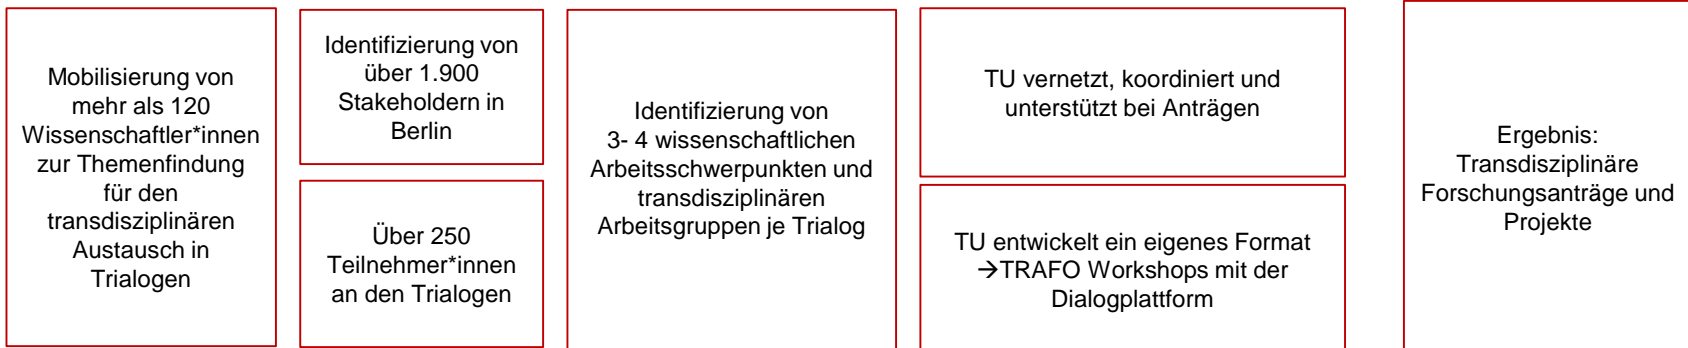 Mobilisierung von
mehr als 120
Wissenschaftler*innen
zur Themenfindung
für den
transdisziplinären
Austausch in
Trialogen
Identifizierung von
über 1.900
Stakeholdern in
Berlin
Über 250
Teilnehmer*innen
an den Trialogen
Identifizierung von
3- 4 wissenschaftlichen
Arbeitsschwerpunkten und
transdisziplinären
Arbeitsgruppen je Trialog
TU vernetzt, koordiniert und
unterstützt bei Anträgen
TU entwickelt ein eigenes Format
→TRAFO Workshops mit der
Dialogplattform
Ergebnis:
Transdisziplinäre
Forschungsanträge und
Projekte